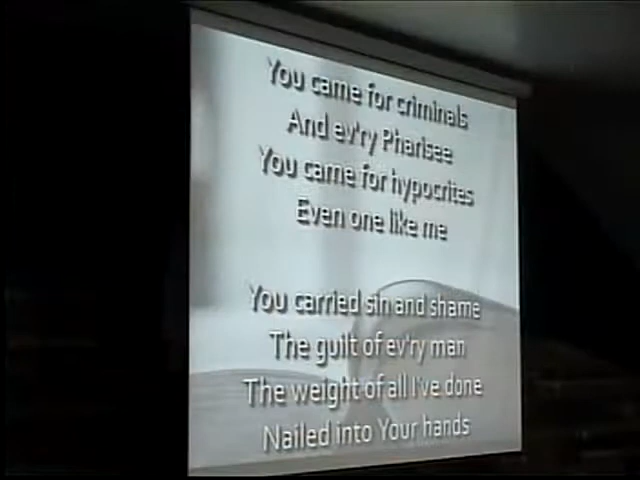 You came for criminals
And ev'ry Pharisee
You came for hypocrites
Even one like me
You carried sin and shame
The guilt of ev'ry man
The weight of all I've done
Nailed into Your hands